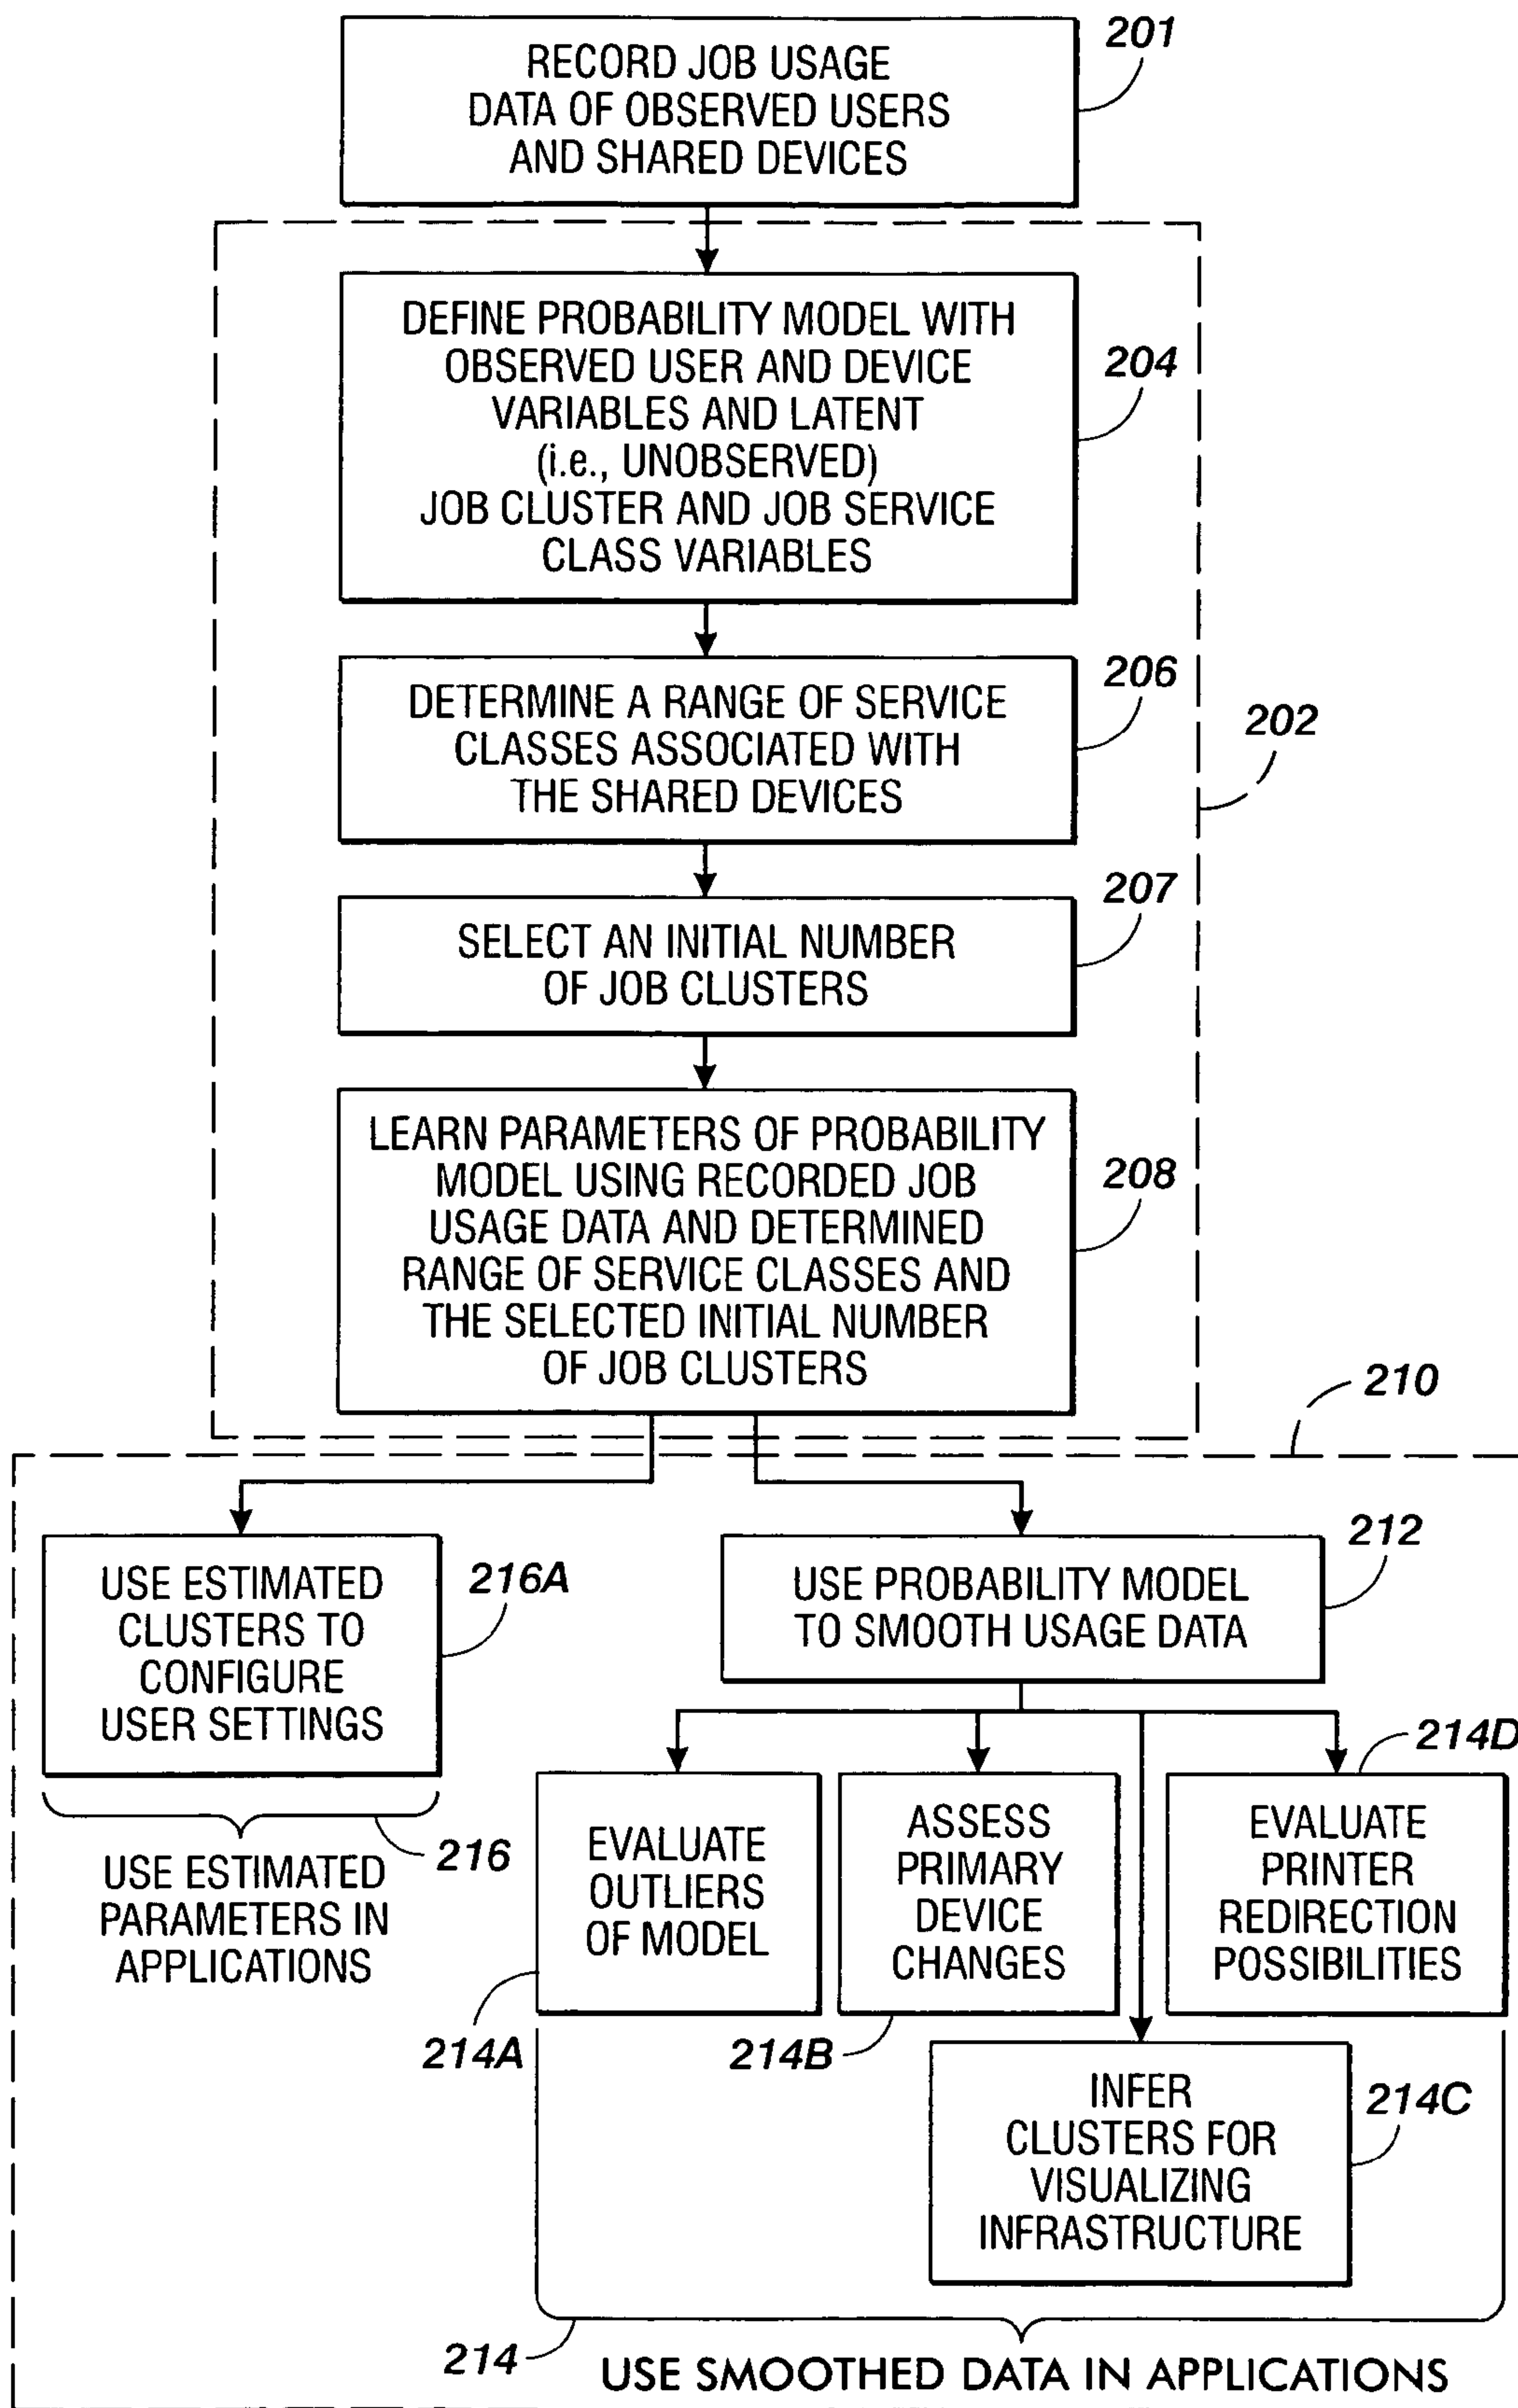 RECORD JOB USAGE
DATA OF OBSERVED USERS
AND SHARED DEVICES
201
DEFINE PROBABILITY MODEL WITH
OBSERVED USER AND DEVICE
VARIABLES AND LATENT
(i.e., UNOBSERVED)
JOB CLUSTER AND JOB SERVICE
CLASS VARIABLES
204
DETERMINE A RANGE OF SERVICE
CLASSES ASSOCIATED WITH
THE SHARED DEVICES
206
202
SELECT AN INITIAL NUMBER
OF JOB CLUSTERS
207
LEARN PARAMETERS OF PROBABILITY
MODEL USING RECORDED JOB
USAGE DATA AND DETERMINED
RANGE OF SERVICE CLASSES AND
THE SELECTED INITIAL NUMBER
OF JOB CLUSTERS
208
210
USE ESTIMATED
CLUSTERS TO
CONFIGURE
USER SETTINGS
216A
USE PROBABILITY MODEL
TO SMOOTH USAGE DATA
212
216
USE ESTIMATED
PARAMETERS IN
APPLICATIONS
EVALUATE
OUTLIERS
OF MODEL
214A
ASSESS
PRIMARY
DEVICE
CHANGES
214B
EVALUATE
PRINTER
REDIRECTION
POSSIBILITIES
214D
INFER
CLUSTERS FOR
VISUALIZING
INFRASTRUCTURE
214C
214
USE SMOOTHED DATA IN APPLICATIONS